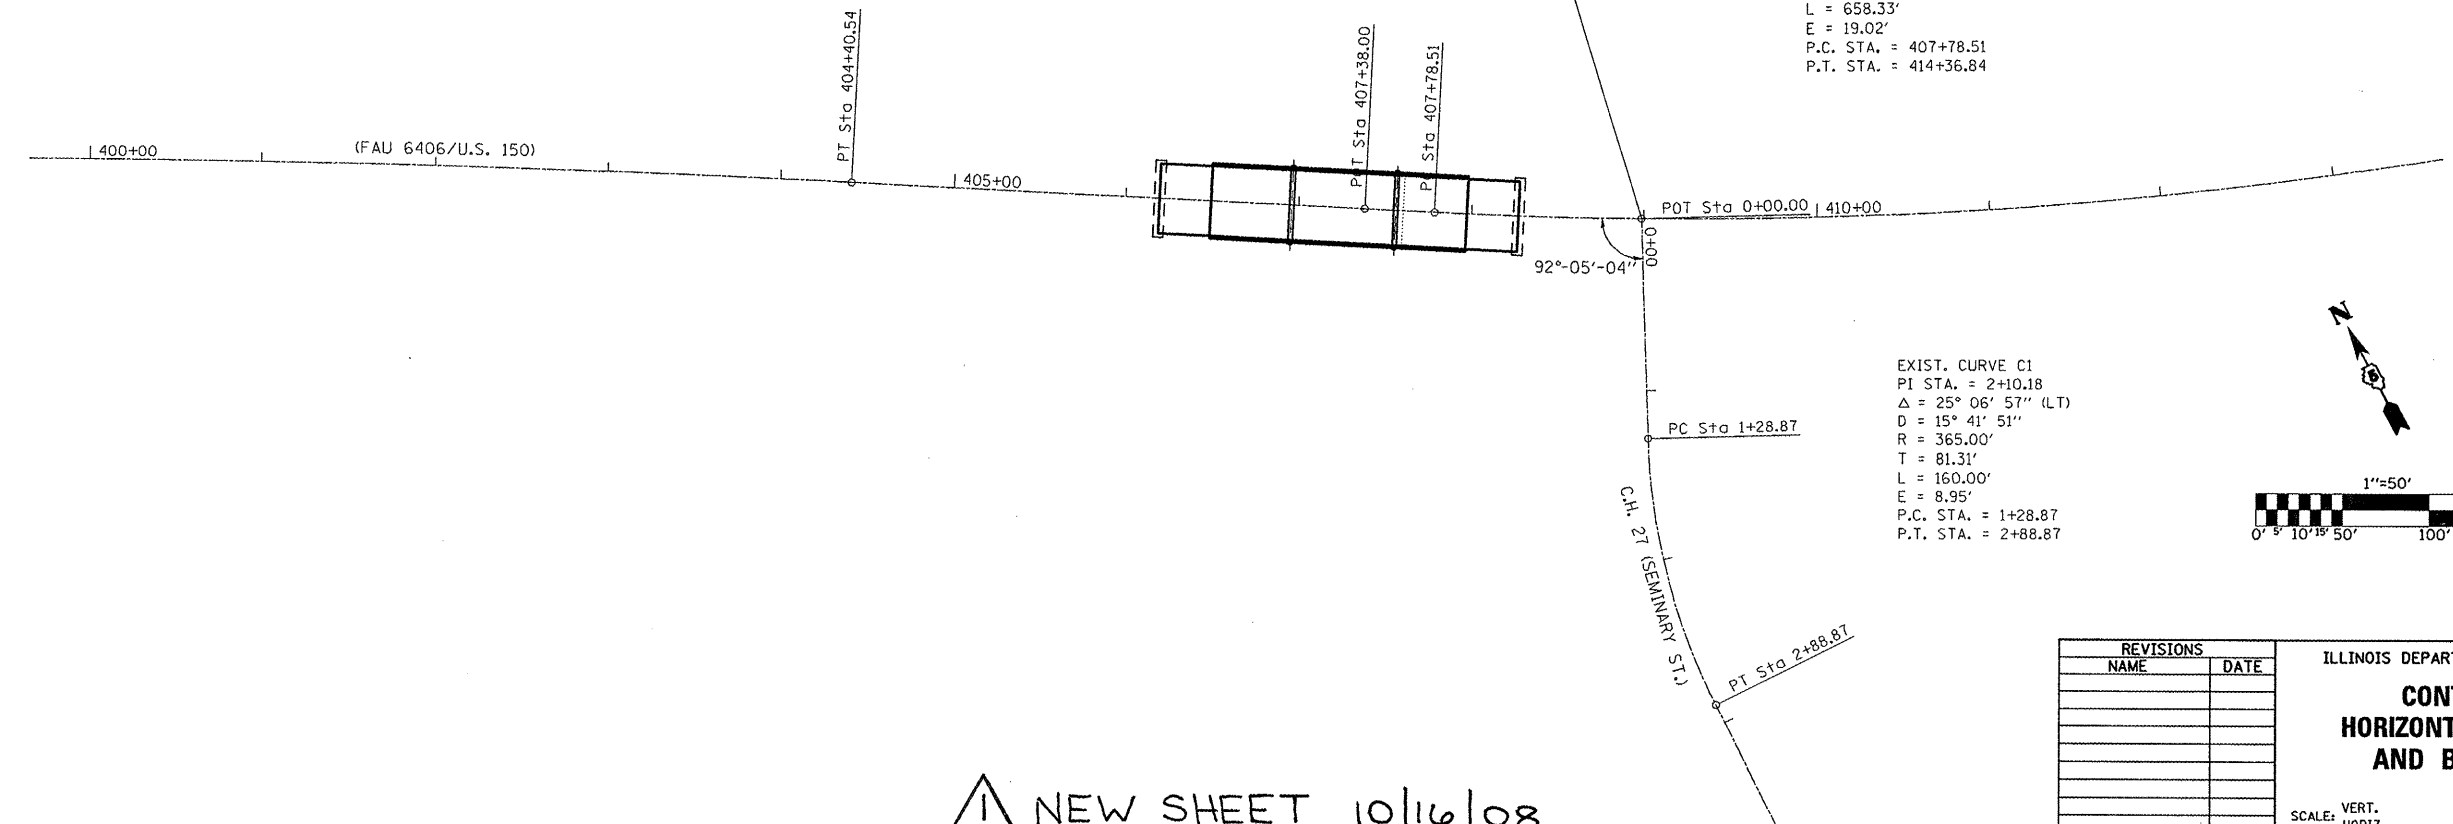 L = 658.33'
E = 19.02'
P.C. STA. = 407+78.51
P.T. STA. = 414+36.84
PT Sta 404+40.54
Sta 407+38.00
Sta 407+78.51
400+00
(FAU 6406/U.S. 150)
405+00
POT Sta 0+00.00
410+00
0+00
92°-05'-04"
N
5
EXIST. CURVE C1
PI STA. = 2+10.18
Δ = 25° 06' 57" (LT)
D = 15° 41' 51"
R = 365.00'
T = 81.31'
L = 160.00'
E = 8.95'
P.C. STA. = 1+28.87
P.T. STA. = 2+88.87
PC Sta 1+28.87
C.H. 27 (SEMINARY ST.)
1"=50'
0' 5' 10' 15' 50' 100'
PT Sta 2+88.87
REVISIONS
NAME DATE
ILLINOIS DEPAR
CON
HORIZONT
AND B
SCALE: VERT.
HORIZ.
1 NEW SHEET 10/16/08